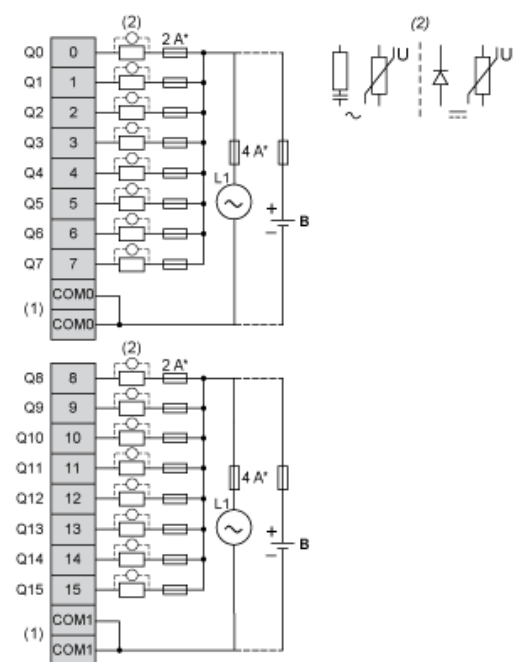 (2)
Q0 0 2 A*
Q1 1
Q2 2
Q3 3
Q4 4 4 A*
Q5 5 L1
Q6 6 + B
Q7 7 –
COM0
(1)
COM0
(2)
U U
(2)
Q8 8 2 A*
Q9 9
Q10 10
Q11 11 4 A*
Q12 12 L1
Q13 13 +
Q14 14 – B
Q15 15
COM1
(1)
COM1